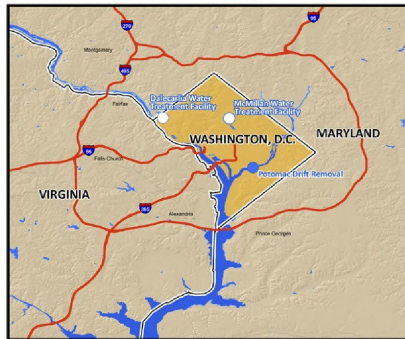 270
95
Montgomery
495
Fairfax
Dalecarlia Water
Treatment Facility
McMillan Water
Treatment Facility
WASHINGTON, D.C.
MARYLAND
66
Falls Church
Potomac Drift Removal
VIRGINIA
395
Alexandria
Prince Georges